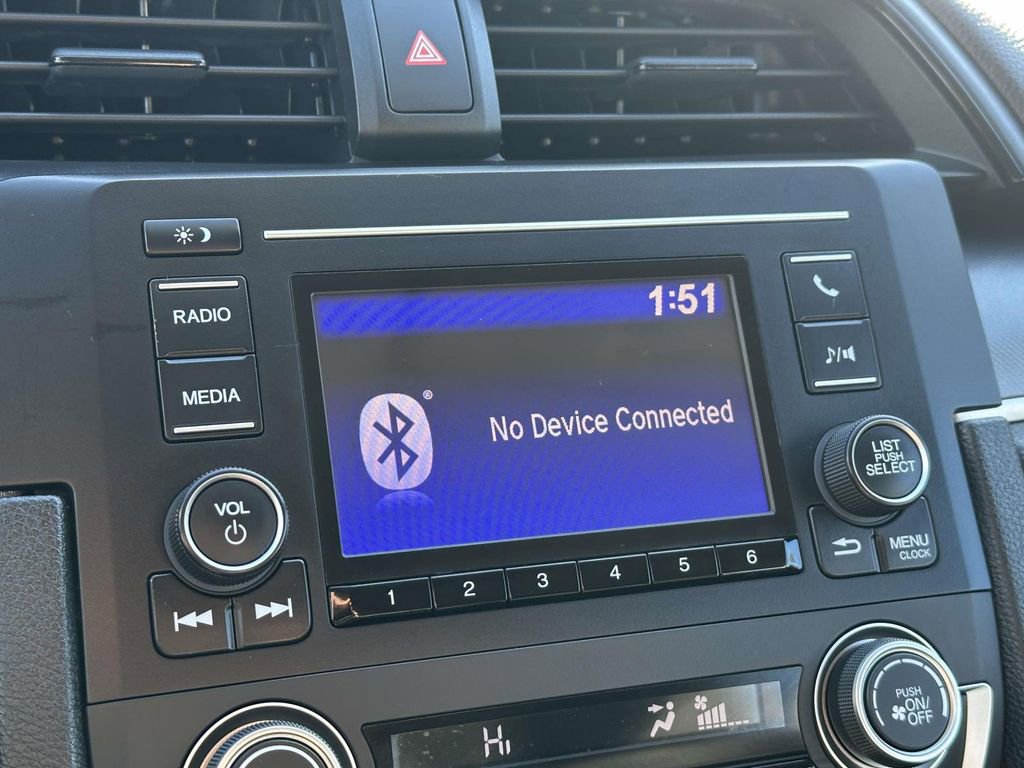 RADIO
MEDIA
VOL
1:51
®
No Device Connected
1 2 3 4 5 6
LIST
PUSH
SELECT
MENU
CLOCK
HI
PUSH
ON/
OFF